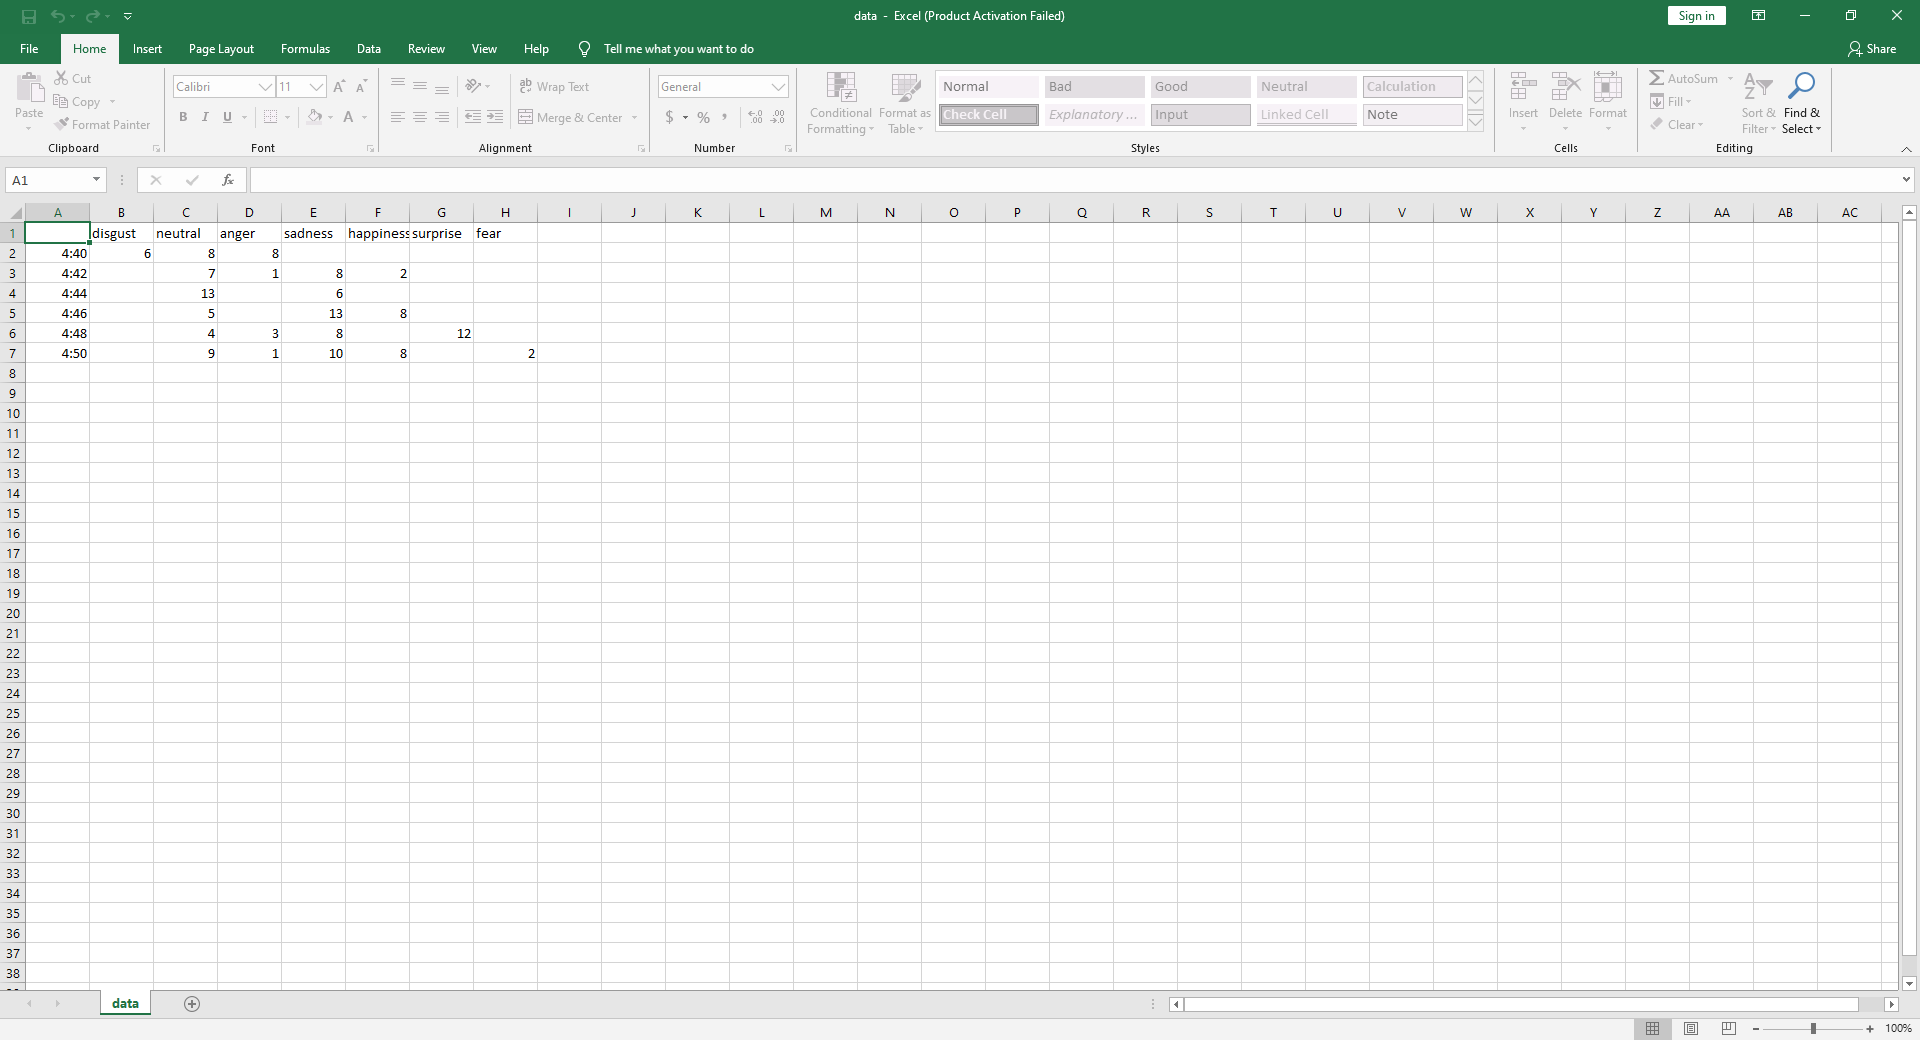 data - Excel (Product Activation Failed)
Sign in
File Home Insert Page Layout Formulas Data Review View Help Tell me what you want to do Share
Paste
Cut
Copy
Format Painter
Clipboard
Calibri 11
B I U
Font
Wrap Text
Merge & Center
Alignment
General
$ % ,
Number
Conditional Formatting
Format as Table
Normal Bad Good Neutral Calculation
Check Cell Explanatory ... Input Linked Cell Note
Styles
Insert Delete Format
Cells
AutoSum
Fill
Clear
Sort & Filter
Find & Select
Editing
A1 fx
A B C D E F G H I J K L M N O P Q R S T U V W X Y Z AA AB AC
1 disgust neutral anger sadness happiness surprise fear
2 4:40 6 8 8
3 4:42 7 1 8 2
4 4:44 13 6
5 4:46 5 13 8
6 4:48 4 3 8 12
7 4:50 9 1 10 8 2
8
9
10
11
12
13
14
15
16
17
18
19
20
21
22
23
24
25
26
27
28
29
30
31
32
33
34
35
36
37
38
data
100%